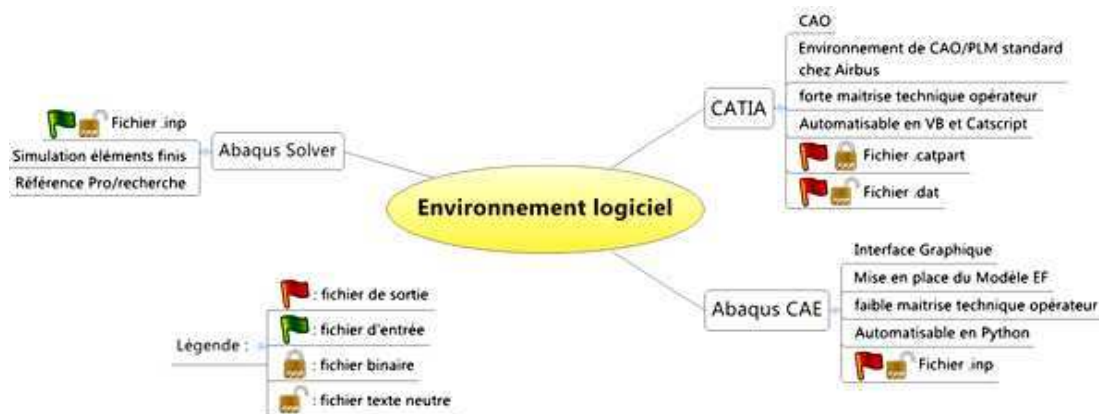 Environnement logiciel
CATIA
CAO
Environnement de CAO/PLM standard
chez Airbus
forte maitrise technique opérateur
Automatisable en VB et Catscript
Fichier .catpart
Fichier .dat
Abaqus CAE
Interface Graphique
Mise en place du Modèle EF
faible maitrise technique opérateur
Automatisable en Python
Fichier .inp
Abaqus Solver
Fichier .inp
Simulation éléments finis
Référence Pro/recherche
Légende :
: fichier de sortie
: fichier d'entrée
: fichier binaire
: fichier texte neutre